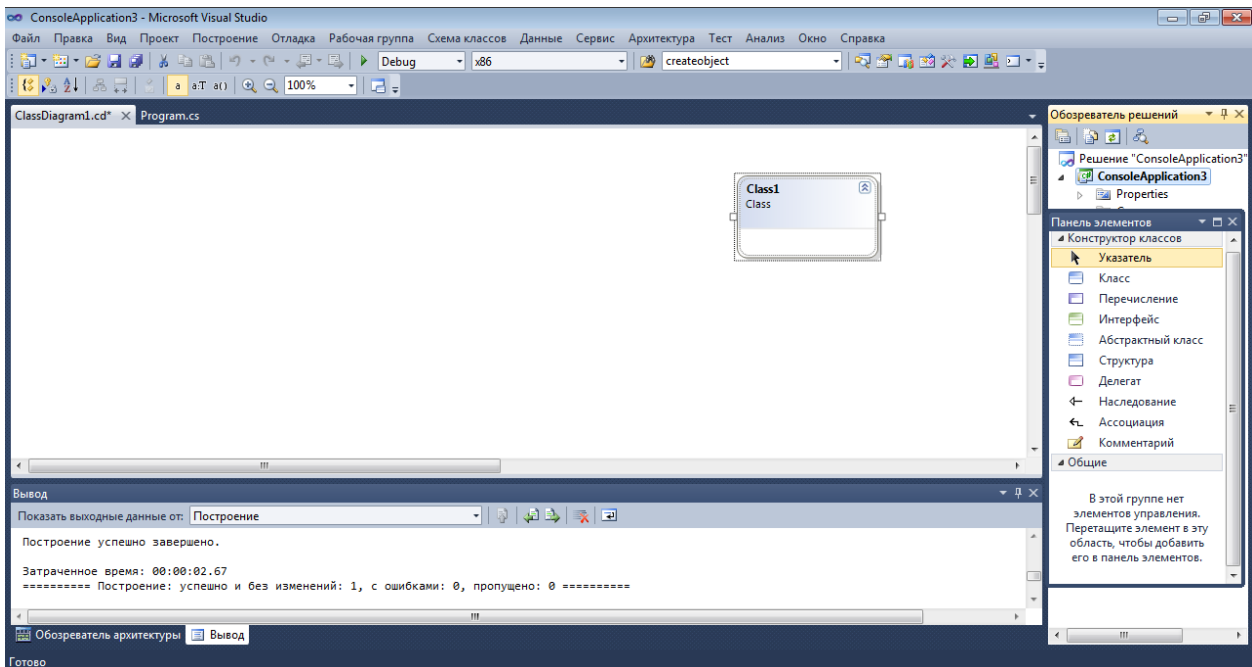 ConsoleApplication3 - Microsoft Visual Studio
Файл Правка Вид Проект Построение Отладка Рабочая группа Схема классов Данные Сервис Архитектура Тест Анализ Окно Справка
Debug x86 createobject
a a:T a() 100%
ClassDiagram1.cd* Program.cs
Class1
Class
Обозреватель решений
Решение "ConsoleApplication3"
ConsoleApplication3
Properties
Панель элементов
Конструктор классов
Указатель
Класс
Перечисление
Интерфейс
Абстрактный класс
Структура
Делегат
Наследование
Ассоциация
Комментарий
Общие
В этой группе нет
элементов управления.
Перетащите элемент в эту
область, чтобы добавить
его в панель элементов.
Вывод
Показать выходные данные от: Построение
Построение успешно завершено.
Затраченное время: 00:00:02.67
========== Построение: успешно и без изменений: 1, с ошибками: 0, пропущено: 0 ==========
Обозреватель архитектуры Вывод
Готово